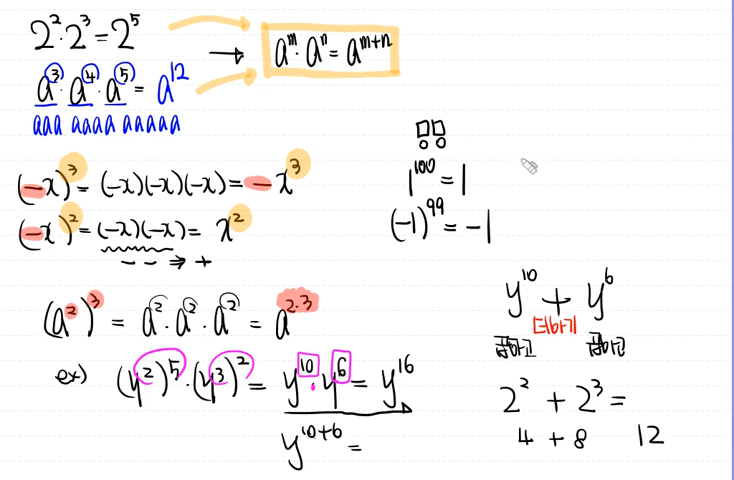 2²·2³=2⁵
→ aᵐ·aⁿ=aᵐ⁺ⁿ
a³·a⁴·a⁵=a¹²
aaa aaaa aaaaa
(-x)³=(-x)(-x)(-x)=-x³
(-x)²=(-x)(-x)=x²
- - ⇒ +
1¹⁰⁰=1
(-1)⁹⁹=-1
(a²)³=a²·a²·a²=a²·³
ex) (y²)⁵·(y³)²=y¹⁰·y⁶=y¹⁶
y¹⁰⁺⁶=
y¹⁰+y⁶
더하기
곱하고 곱하고
2²+2³=
4+8 12